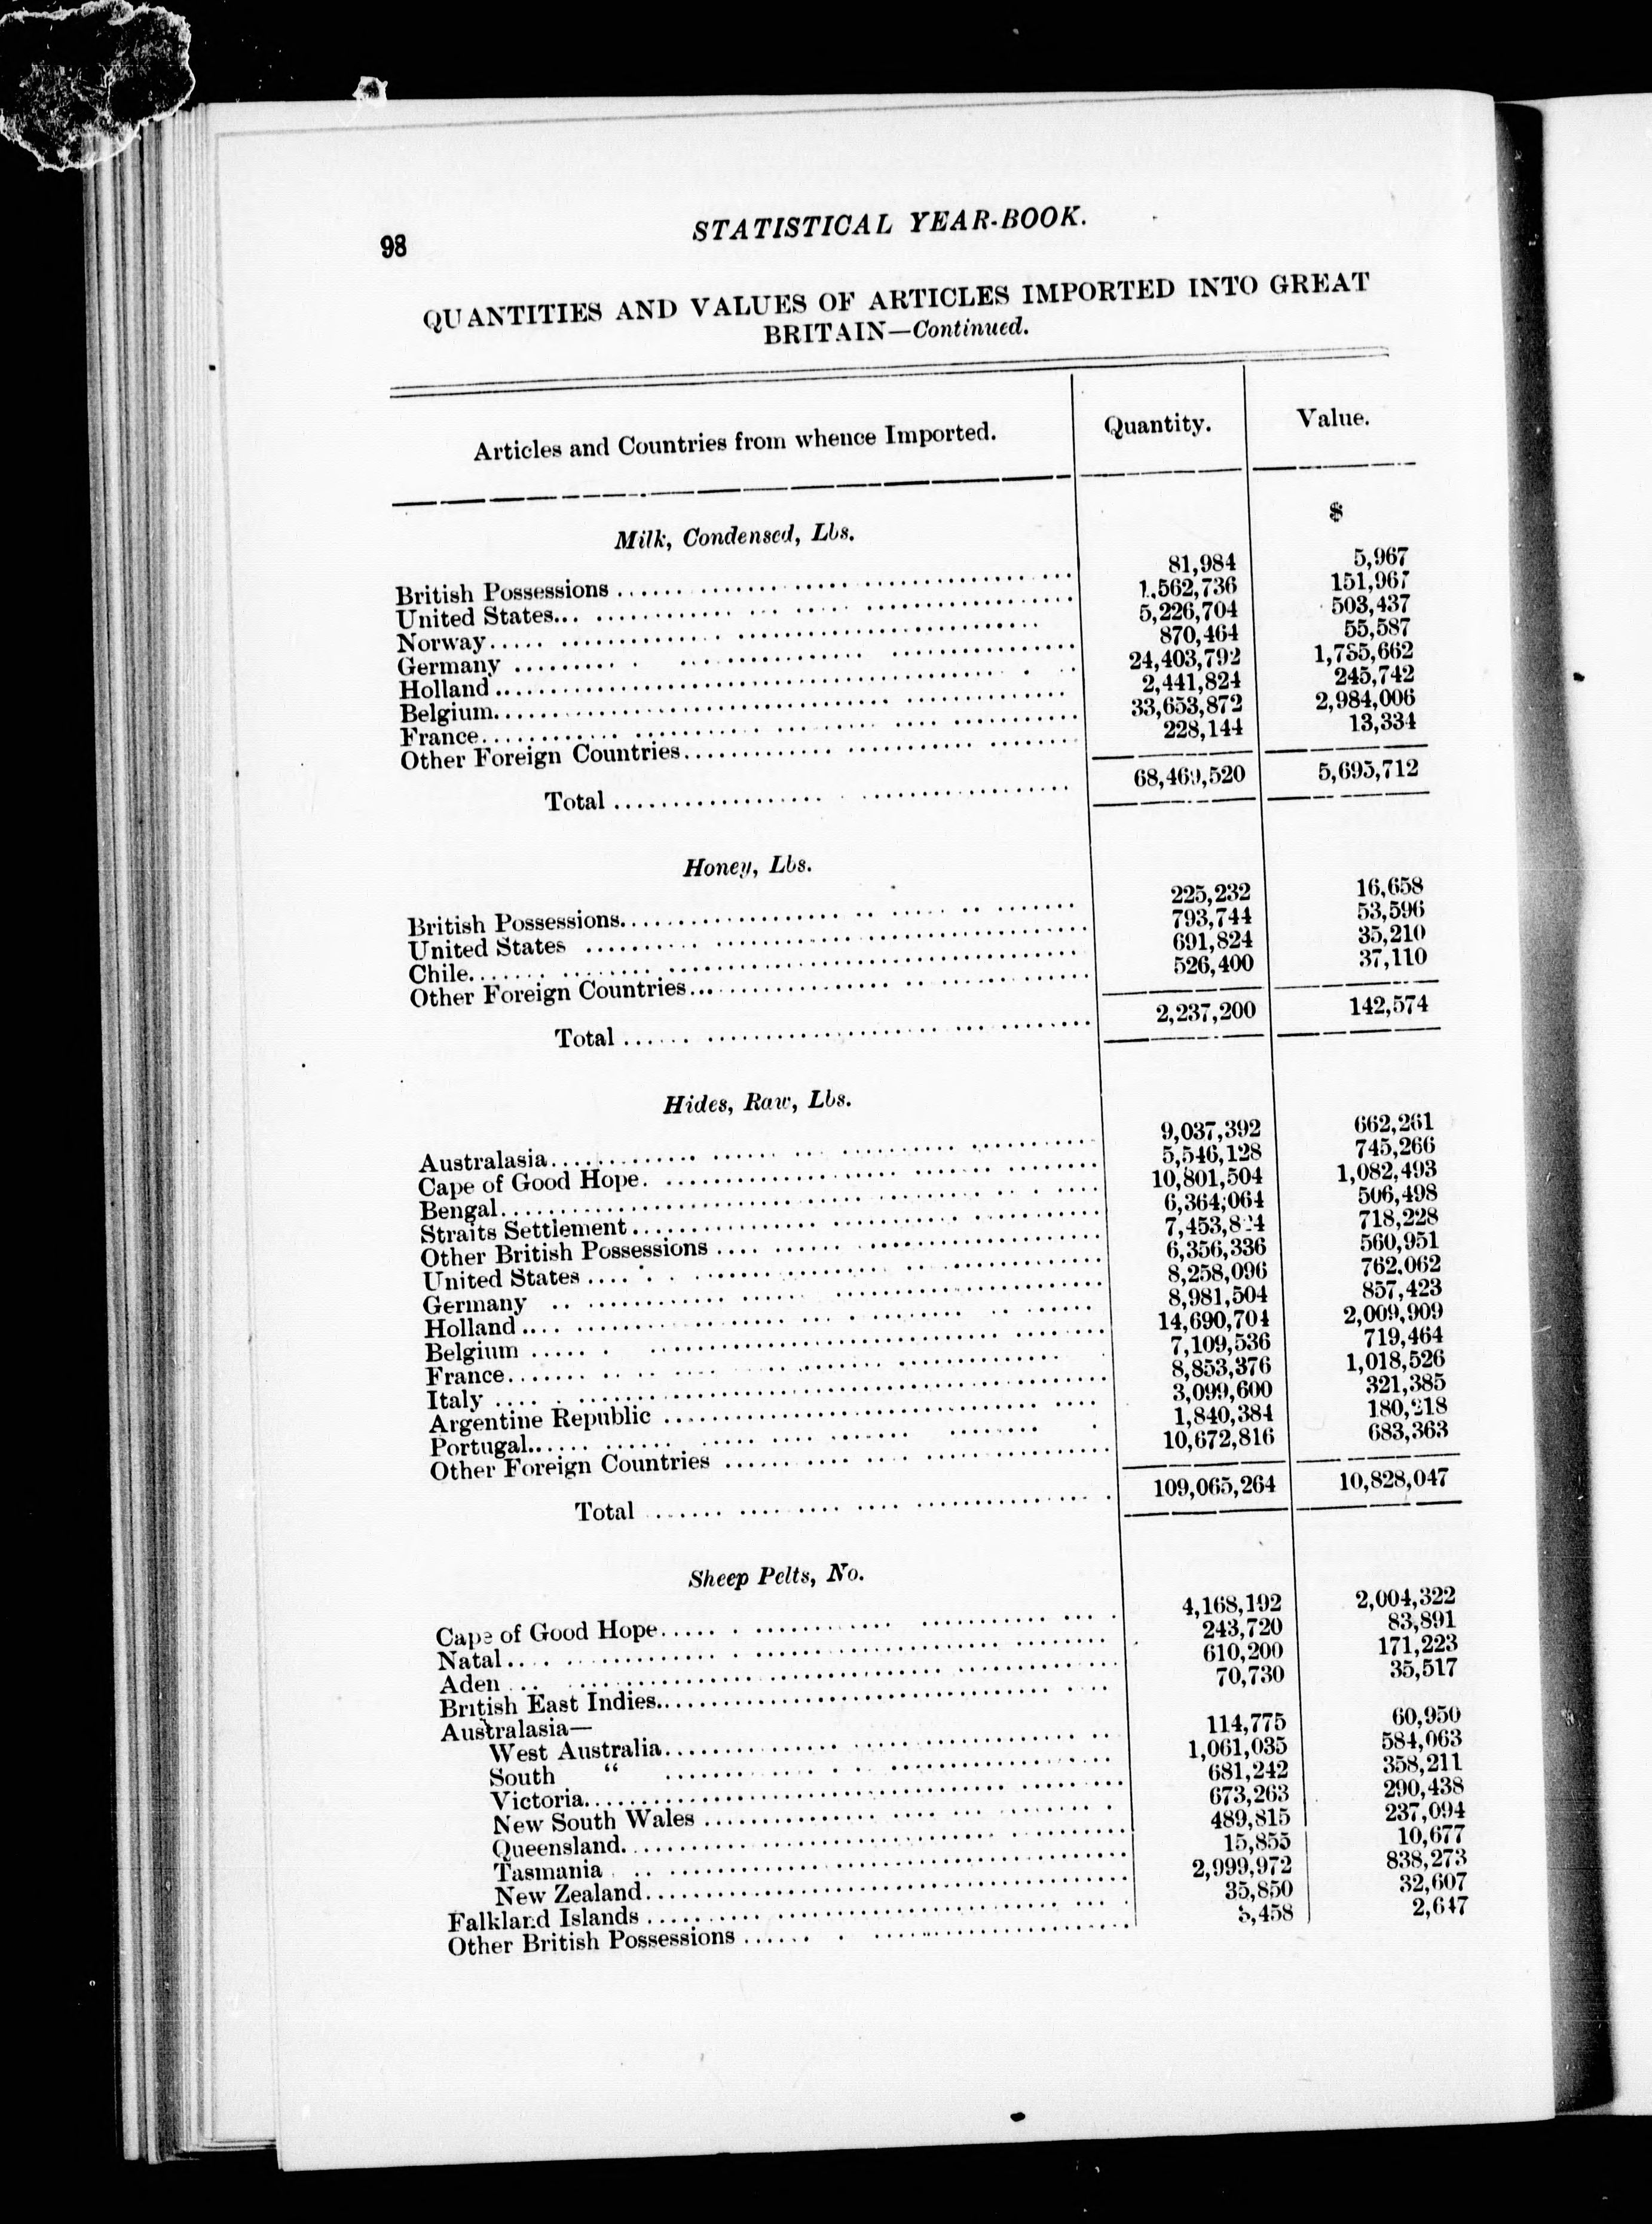 98
STATISTICAL YEAR-BOOK.
QUANTITIES AND VALUES OF ARTICLES IMPORTED INTO GREAT
BRITAIN—Continued.
Articles and Countries from whence Imported. Quantity. Value.
$
Milk, Condensed, Lbs.
British Possessions 81,984 5,967
United States 1,562,736 151,967
Norway 5,226,704 503,437
Germany 870,464 55,587
Holland 24,403,792 1,735,662
Belgium 2,441,824 245,742
France 33,653,872 2,984,006
Other Foreign Countries 228,144 13,334
Total 68,469,520 5,695,712
Honey, Lbs.
British Possessions 225,232 16,658
United States 793,744 53,596
Chile 691,824 35,210
Other Foreign Countries 526,400 37,110
Total 2,237,200 142,574
Hides, Raw, Lbs.
Australasia 9,037,392 662,261
Cape of Good Hope 5,546,128 745,266
Bengal 10,801,504 1,082,493
Straits Settlement 6,364,064 506,498
Other British Possessions 7,453,824 718,228
United States 6,356,336 560,951
Germany 8,258,096 762,062
Holland 8,981,504 857,423
Belgium 14,690,704 2,009,909
France 7,109,536 719,464
Italy 8,853,376 1,018,526
Argentine Republic 3,099,600 321,385
Portugal 1,840,384 180,218
Other Foreign Countries 10,672,816 683,363
Total 109,065,264 10,828,047
Sheep Pelts, No.
Cape of Good Hope 4,168,192 2,004,322
Natal 243,720 83,891
Aden 610,200 171,223
British East Indies 70,730 35,517
Australasia—
West Australia 114,775 60,950
South " 1,061,035 584,063
Victoria 681,242 358,211
New South Wales 673,263 290,438
Queensland 489,815 237,094
Tasmania 15,855 10,677
New Zealand 2,999,972 838,273
Falkland Islands 35,850 32,607
Other British Possessions 2,647